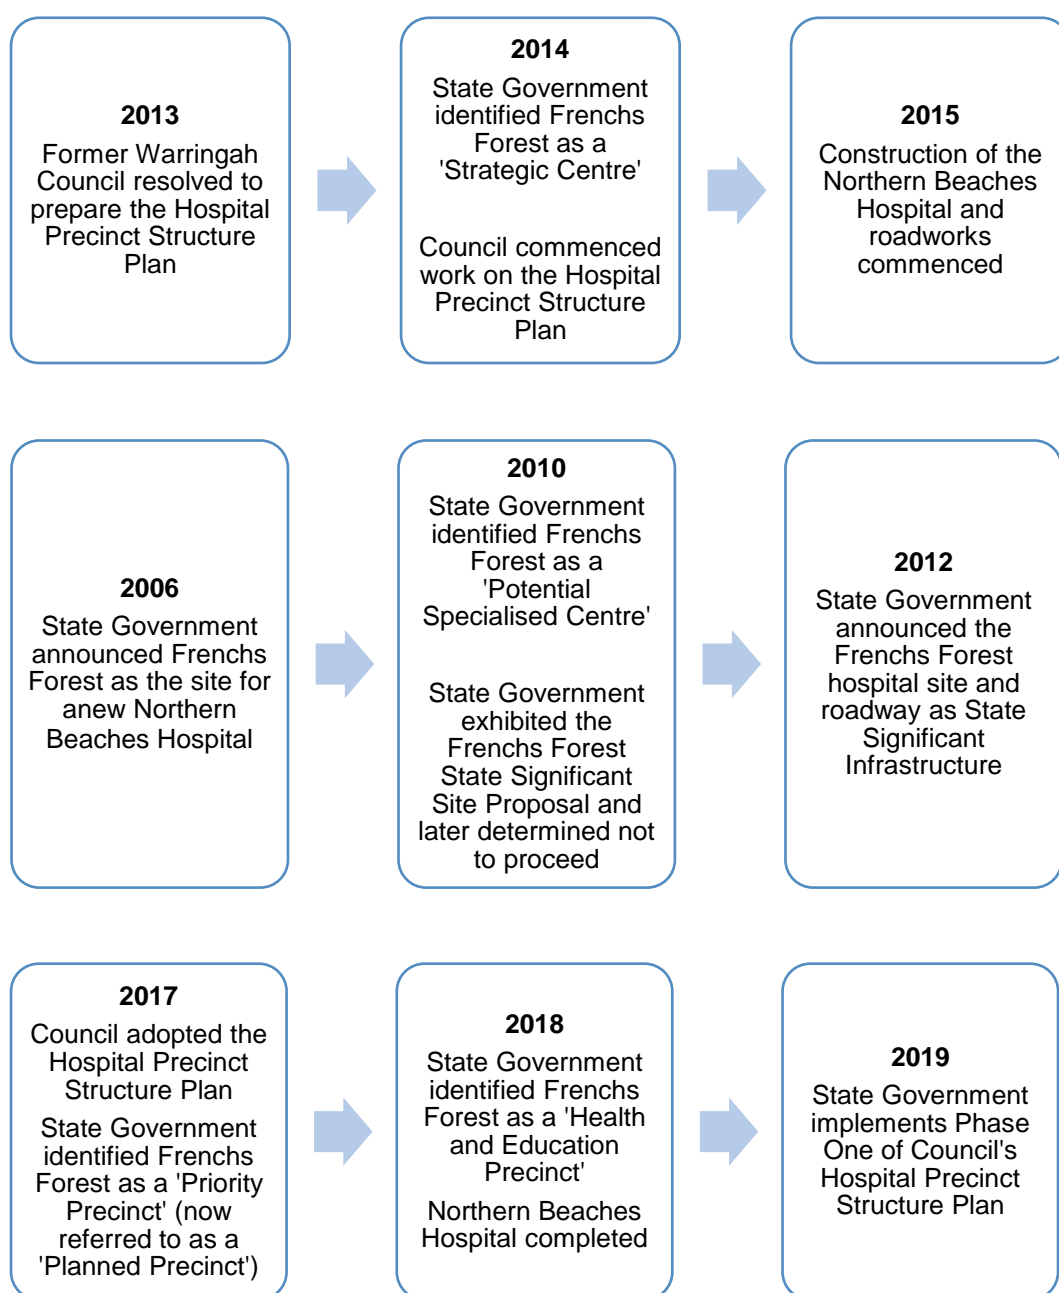 2013
Former Warringah
Council resolved to
prepare the Hospital
Precinct Structure
Plan
2014
State Government
identified Frenchs
Forest as a
'Strategic Centre'
Council commenced
work on the Hospital
Precinct Structure
Plan
2015
Construction of the
Northern Beaches
Hospital and
roadworks
commenced
2006
State Government
announced Frenchs
Forest as the site for
anew Northern
Beaches Hospital
2010
State Government
identified Frenchs
Forest as a
'Potential
Specialised Centre'
State Government
exhibited the
Frenchs Forest
State Significant
Site Proposal and
later determined not
to proceed
2012
State Government
announced the
Frenchs Forest
hospital site and
roadway as State
Significant
Infrastructure
2017
Council adopted the
Hospital Precinct
Structure Plan
State Government
identified Frenchs
Forest as a 'Priority
Precinct' (now
referred to as a
'Planned Precinct')
2018
State Government
identified Frenchs
Forest as a 'Health
and Education
Precinct'
Northern Beaches
Hospital completed
2019
State Government
implements Phase
One of Council's
Hospital Precinct
Structure Plan